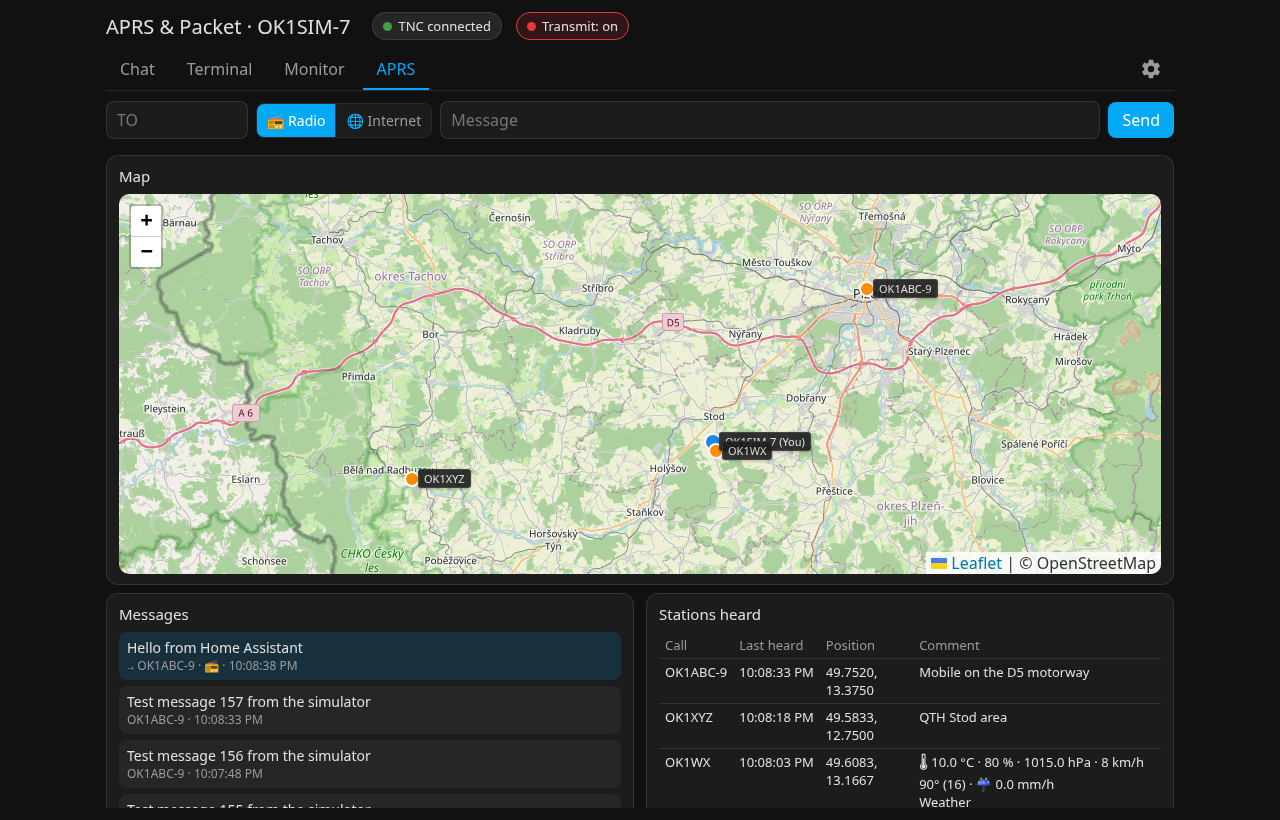 APRS & Packet · OK1SIM-7
TNC connected
Transmit: on
Chat
Terminal
Monitor
APRS
TO
📻 Radio
🌐 Internet
Message
Send
Map
+
−
les
Bärnau
Tachov
SO ORP
Tachov
okres Tachov
Černošín
SO ORP
Stříbro
Stříbro
Město Touškov
SO ORP
Nýřany
Třemošná
SO ORP
Rokycany
Mýto
přírodní
park Trhoň
OK1ABC-9
Rokycany
Bor
Kladruby
D5
Nýřany
Starý Plzenec
Hrádek
Mirošov
Přimda
Dobřany
Pleystein
A 6
Stod
OK1SIM-7 (You)
OK1WX
Spálené Poříčí
Holýšov
Bělá nad Radbuzou
OK1XYZ
Eslarn
Přeštice
Blovice
okres Plzeň-
jih
Staňkov
Horšovský
Týn
Schönsee
CHKO Český
les
Poběžovice
Leaflet | © OpenStreetMap
Messages
Hello from Home Assistant
→ OK1ABC-9 · 📻 · 10:08:38 PM
Test message 157 from the simulator
OK1ABC-9 · 10:08:33 PM
Test message 156 from the simulator
OK1ABC-9 · 10:07:48 PM
Test message 155 from the simulator
Stations heard
Call Last heard Position Comment
OK1ABC-9 10:08:33 PM 49.7520, Mobile on the D5 motorway
13.3750
OK1XYZ 10:08:18 PM 49.5833, QTH Stod area
12.7500
OK1WX 10:08:03 PM 49.6083, 🌡 10.0 °C · 80 % · 1015.0 hPa · 8 km/h
13.1667 90° (16) · ☔ 0.0 mm/h
Weather